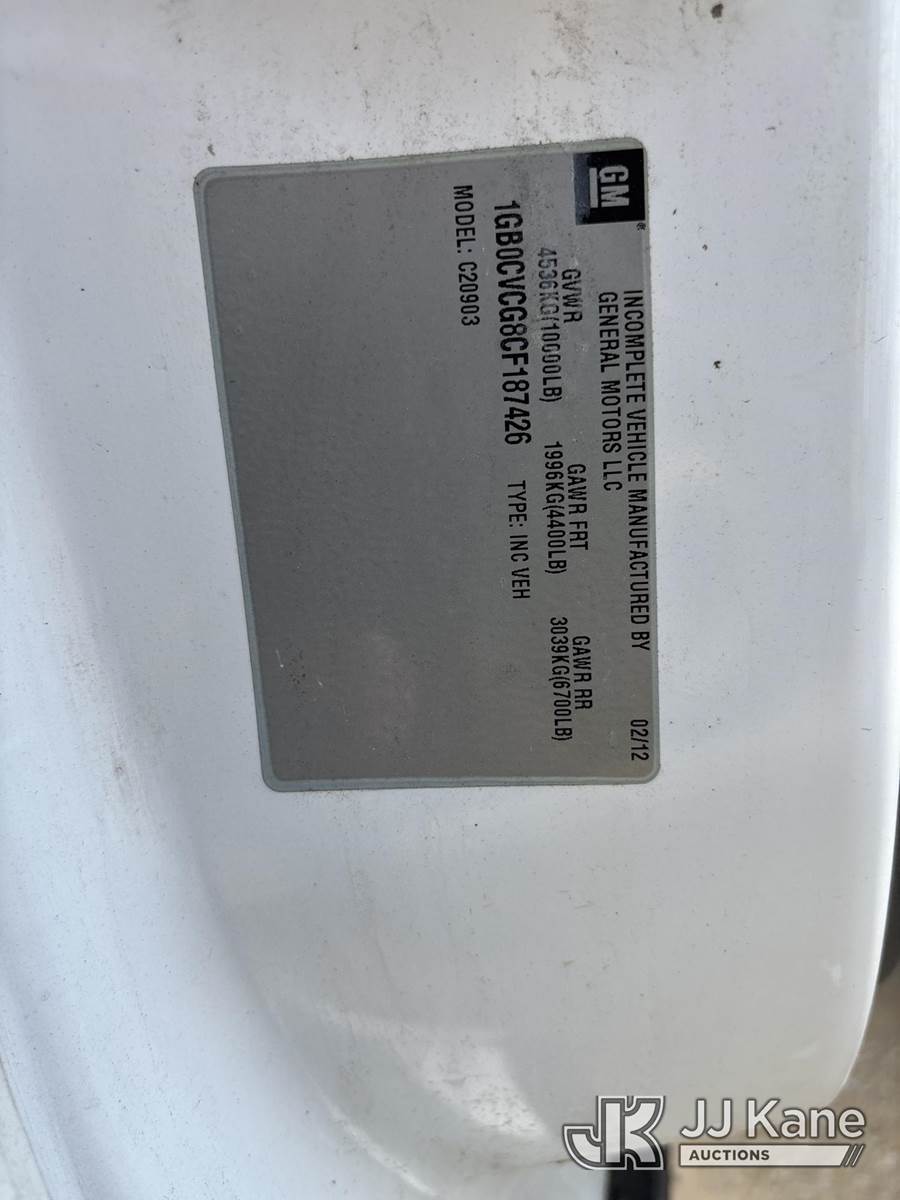 GM
INCOMPLETE VEHICLE MANUFACTURED BY 02/12
GENERAL MOTORS LLC
GVWR GAWR FRT GAWR RR
4536KG(10000LB) 1996KG(4400LB) 3039KG(6700LB)
1GB0CVCG8CF187426 TYPE: INC VEH
MODEL: C20903
JK JJ Kane
AUCTIONS